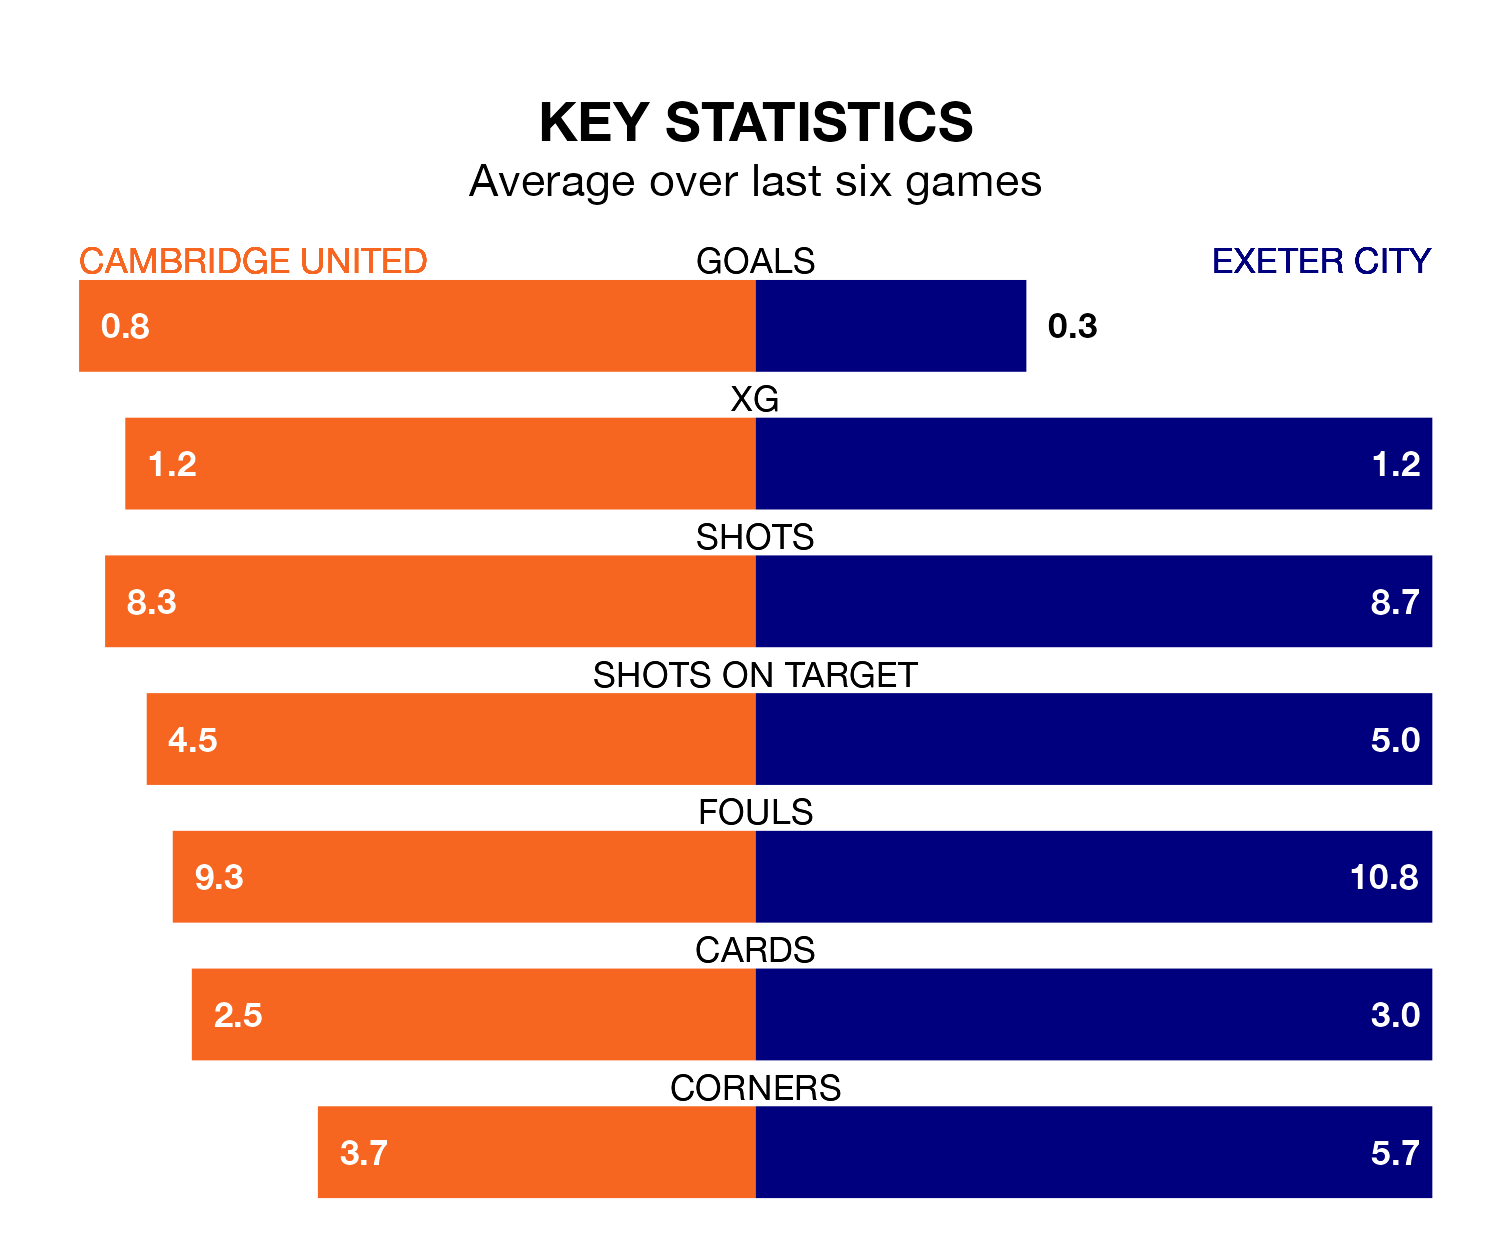 KEY STATISTICS
Average over last six games
CAMBRIDGE UNITED GOALS EXETER CITY
0.8 0.3
XG
1.2 1.2
SHOTS
8.3 8.7
SHOTS ON TARGET
4.5 5.0
FOULS
9.3 10.8
CARDS
2.5 3.0
CORNERS
3.7 5.7